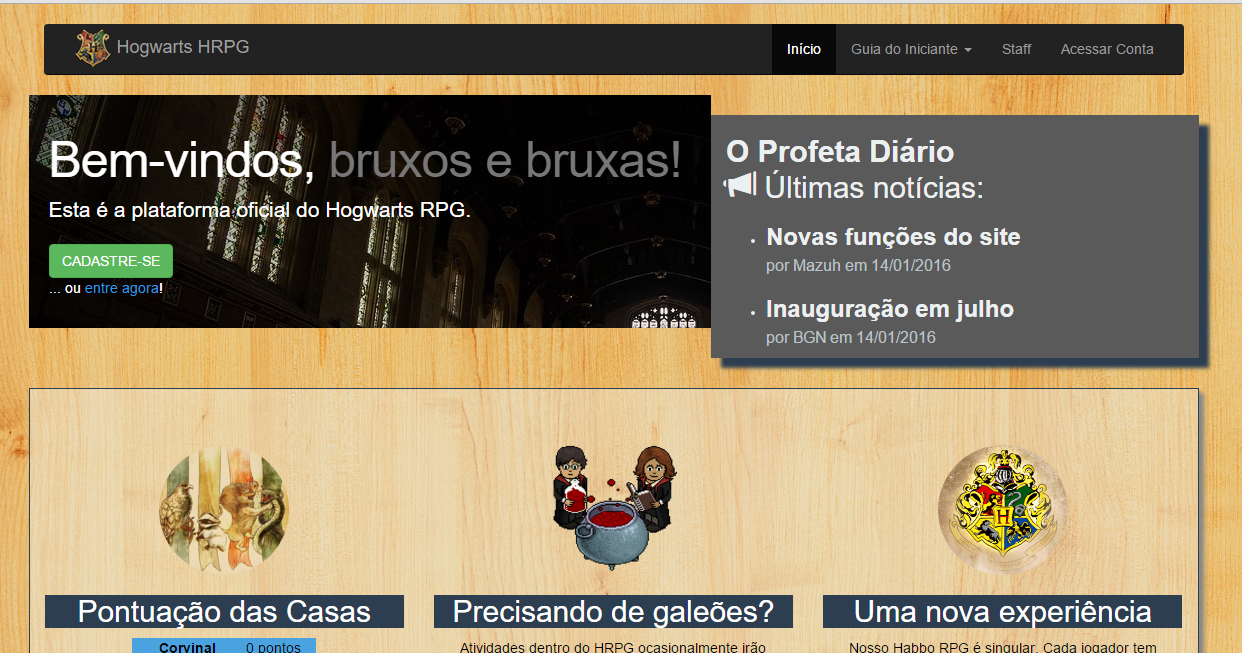 Hogwarts HRPG
Início
Guia do Iniciante
Staff
Acessar Conta
Bem-vindos, bruxos e bruxas!
Esta é a plataforma oficial do Hogwarts RPG.
CADASTRE-SE
... ou entre agora!
O Profeta Diário
Últimas notícias:
Novas funções do site
por Mazuh em 14/01/2016
Inauguração em julho
por BGN em 14/01/2016
Pontuação das Casas
Corvinal 0 pontos
Precisando de galeões?
Atividades dentro do HRPG ocasionalmente irão
Uma nova experiência
Nosso Habbo RPG é singular. Cada jogador tem